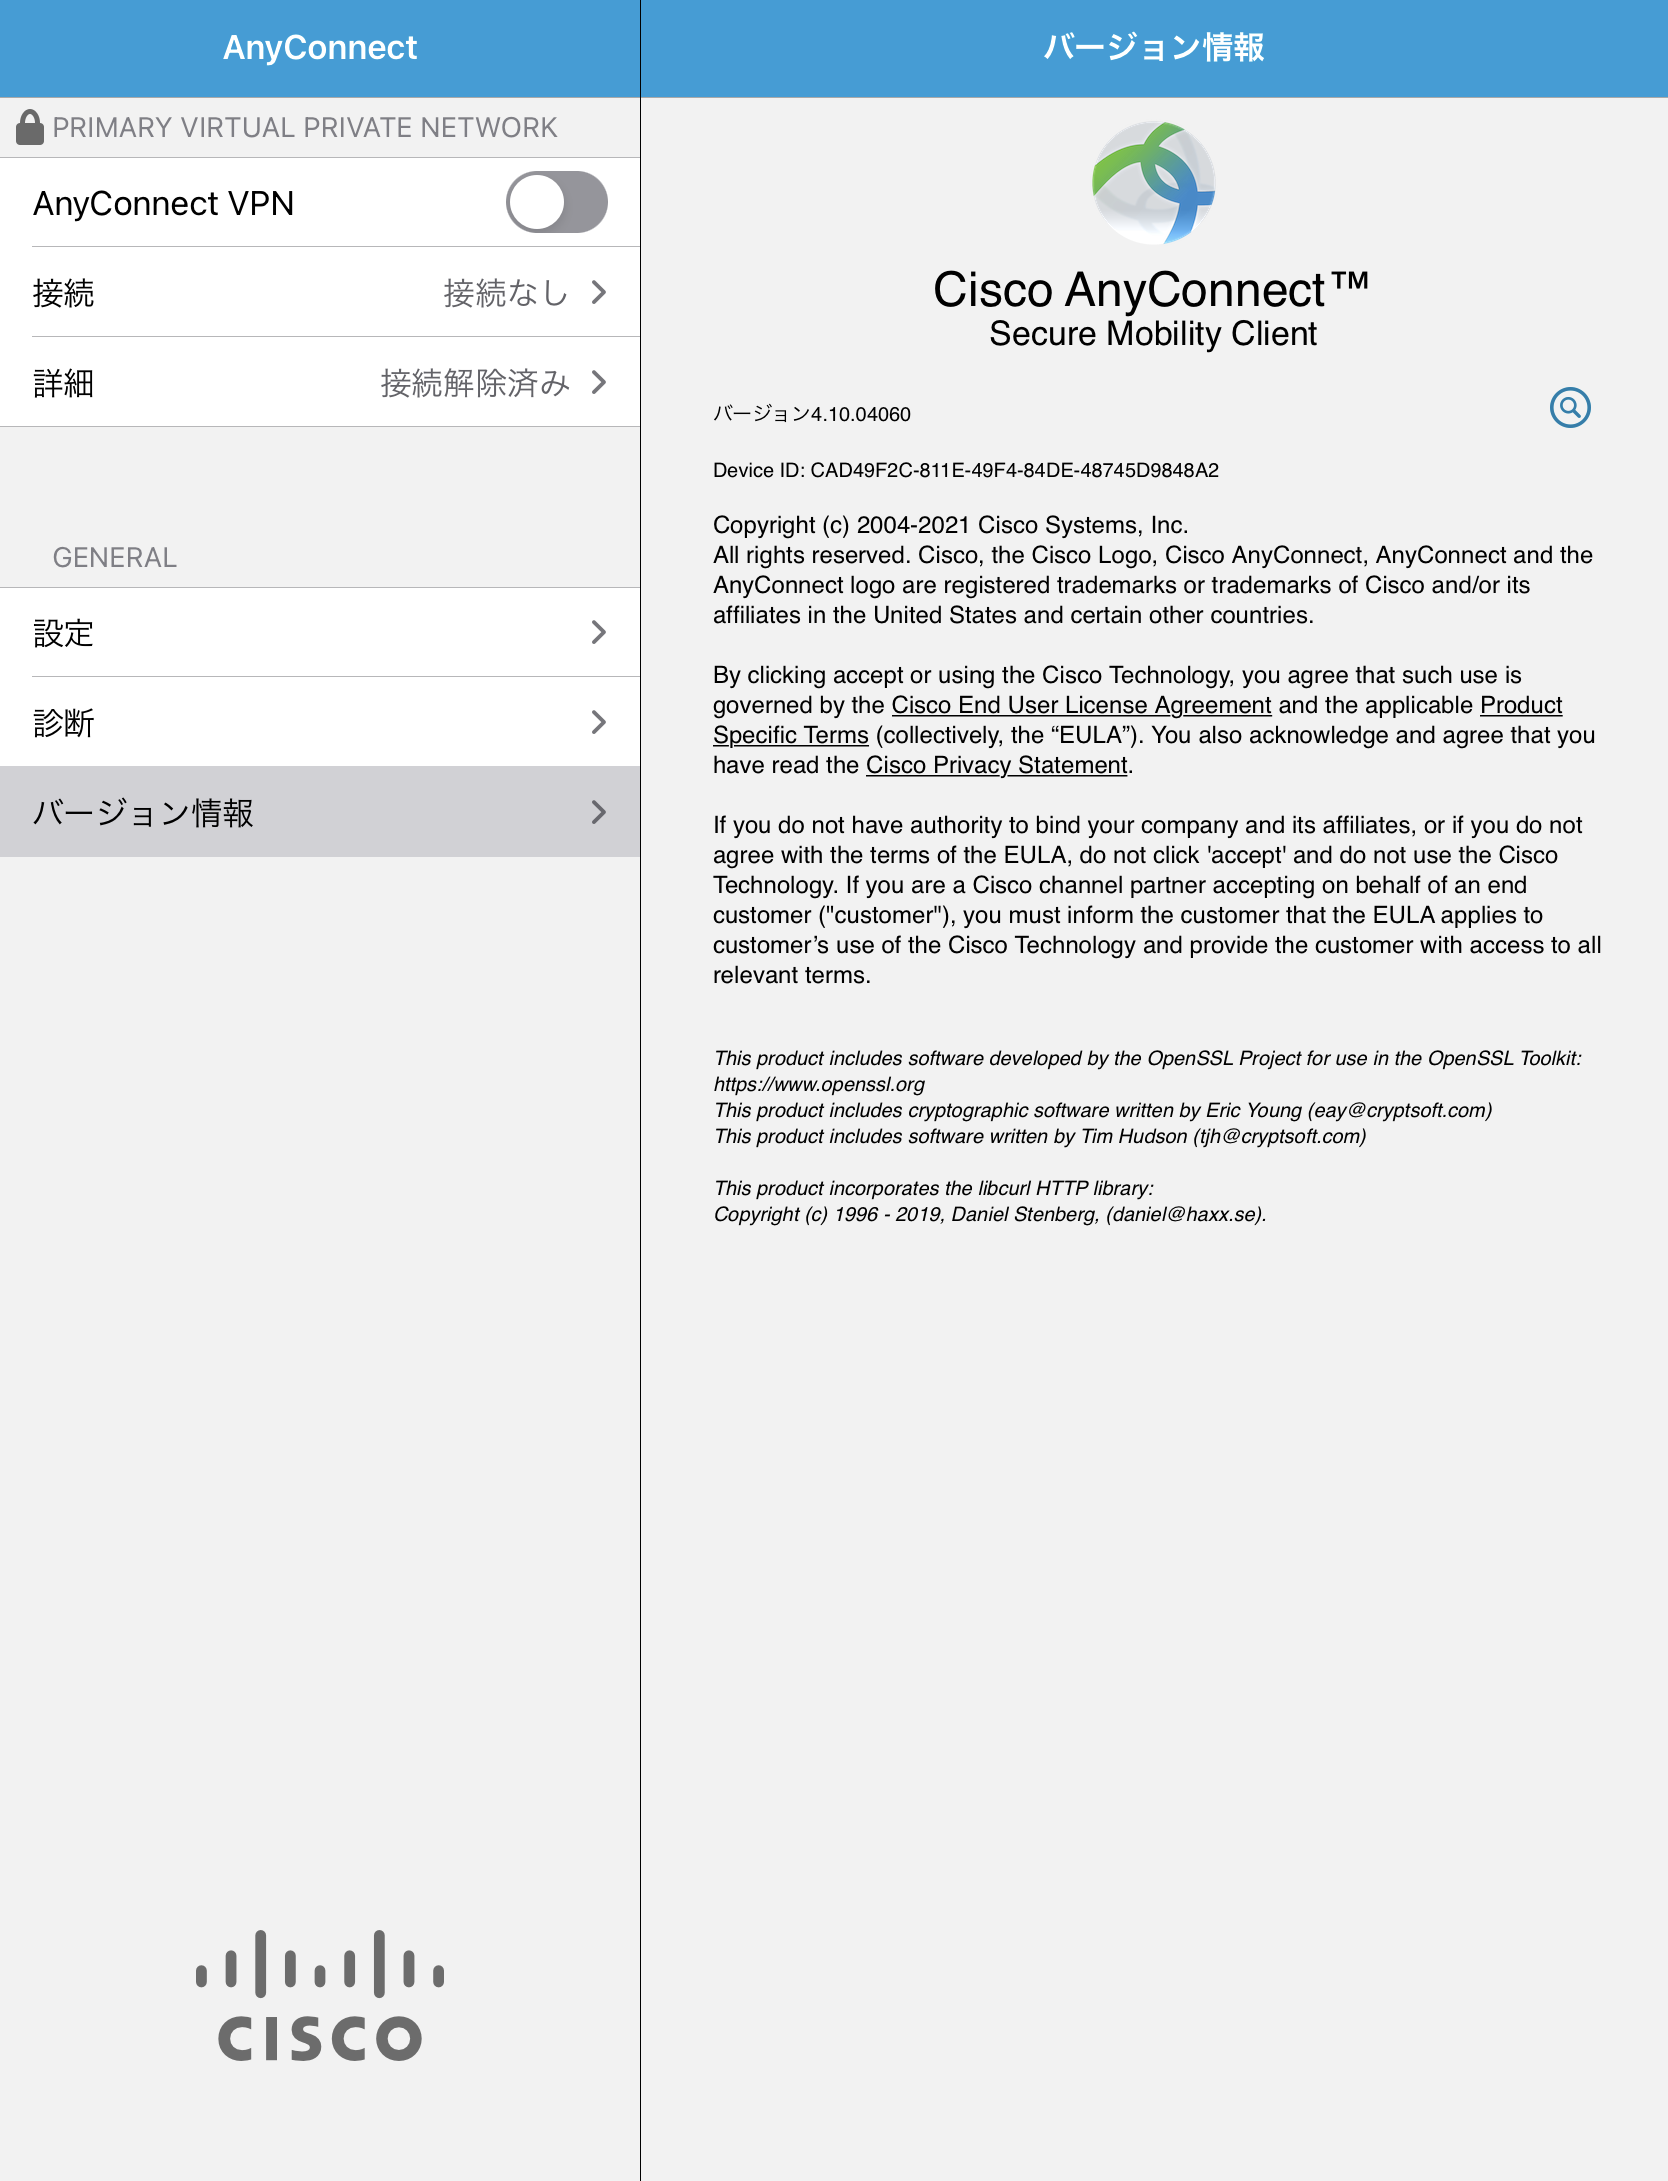 AnyConnect
PRIMARY VIRTUAL PRIVATE NETWORK
AnyConnect VPN
接続 接続なし
詳細 接続解除済み
GENERAL
設定
診断
バージョン情報
CISCO
バージョン情報
Cisco AnyConnect™
Secure Mobility Client
バージョン4.10.04060
Device ID: CAD49F2C-811E-49F4-84DE-48745D9848A2
Copyright (c) 2004-2021 Cisco Systems, Inc.
All rights reserved. Cisco, the Cisco Logo, Cisco AnyConnect, AnyConnect and the
AnyConnect logo are registered trademarks or trademarks of Cisco and/or its
affiliates in the United States and certain other countries.
By clicking accept or using the Cisco Technology, you agree that such use is
governed by the Cisco End User License Agreement and the applicable Product
Specific Terms (collectively, the “EULA”). You also acknowledge and agree that you
have read the Cisco Privacy Statement.
If you do not have authority to bind your company and its affiliates, or if you do not
agree with the terms of the EULA, do not click 'accept' and do not use the Cisco
Technology. If you are a Cisco channel partner accepting on behalf of an end
customer ("customer"), you must inform the customer that the EULA applies to
customer’s use of the Cisco Technology and provide the customer with access to all
relevant terms.
This product includes software developed by the OpenSSL Project for use in the OpenSSL Toolkit:
https://www.openssl.org
This product includes cryptographic software written by Eric Young (eay@cryptsoft.com)
This product includes software written by Tim Hudson (tjh@cryptsoft.com)
This product incorporates the libcurl HTTP library:
Copyright (c) 1996 - 2019, Daniel Stenberg, (daniel@haxx.se).